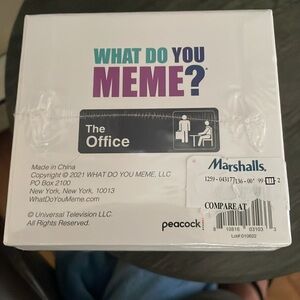 WHAT DO YOU
MEME?
The
Office
Made in China
Copyright © 2021 WHAT DO YOU MEME, LLC
PO Box 2100
New York, New York, 10013
WhatDoYouMeme.com
© Universal Television LLC.
All Rights Reserved.
peacock
Marshalls.
COMPARE AT